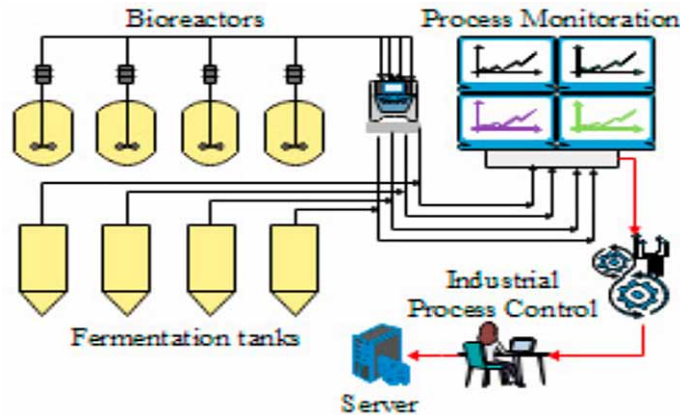 Bioreactors
Process Monitoration
Industrial
Process Control
Fermentation tanks
Server